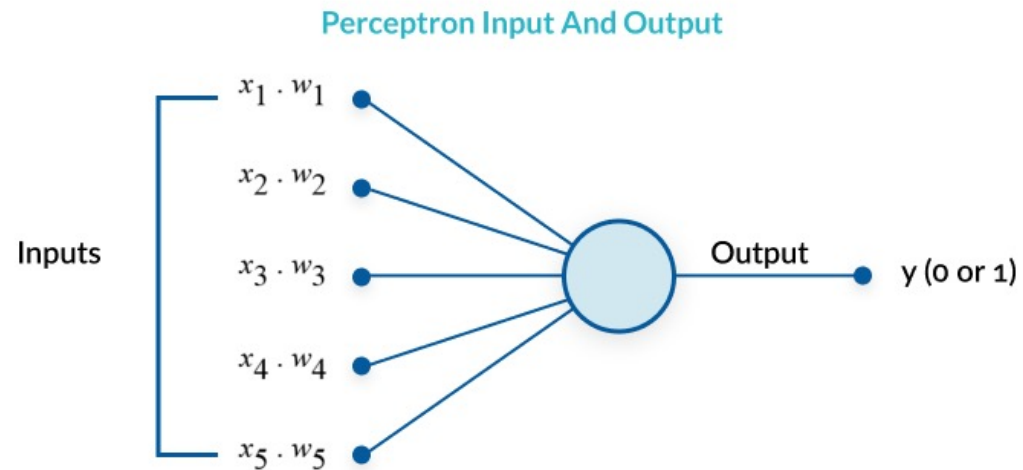 Perceptron Input And Output
x₁ . w₁
x₂ . w₂
Inputs
x₃ . w₃
x₄ . w₄
x₅ . w₅
Output
y (0 or 1)